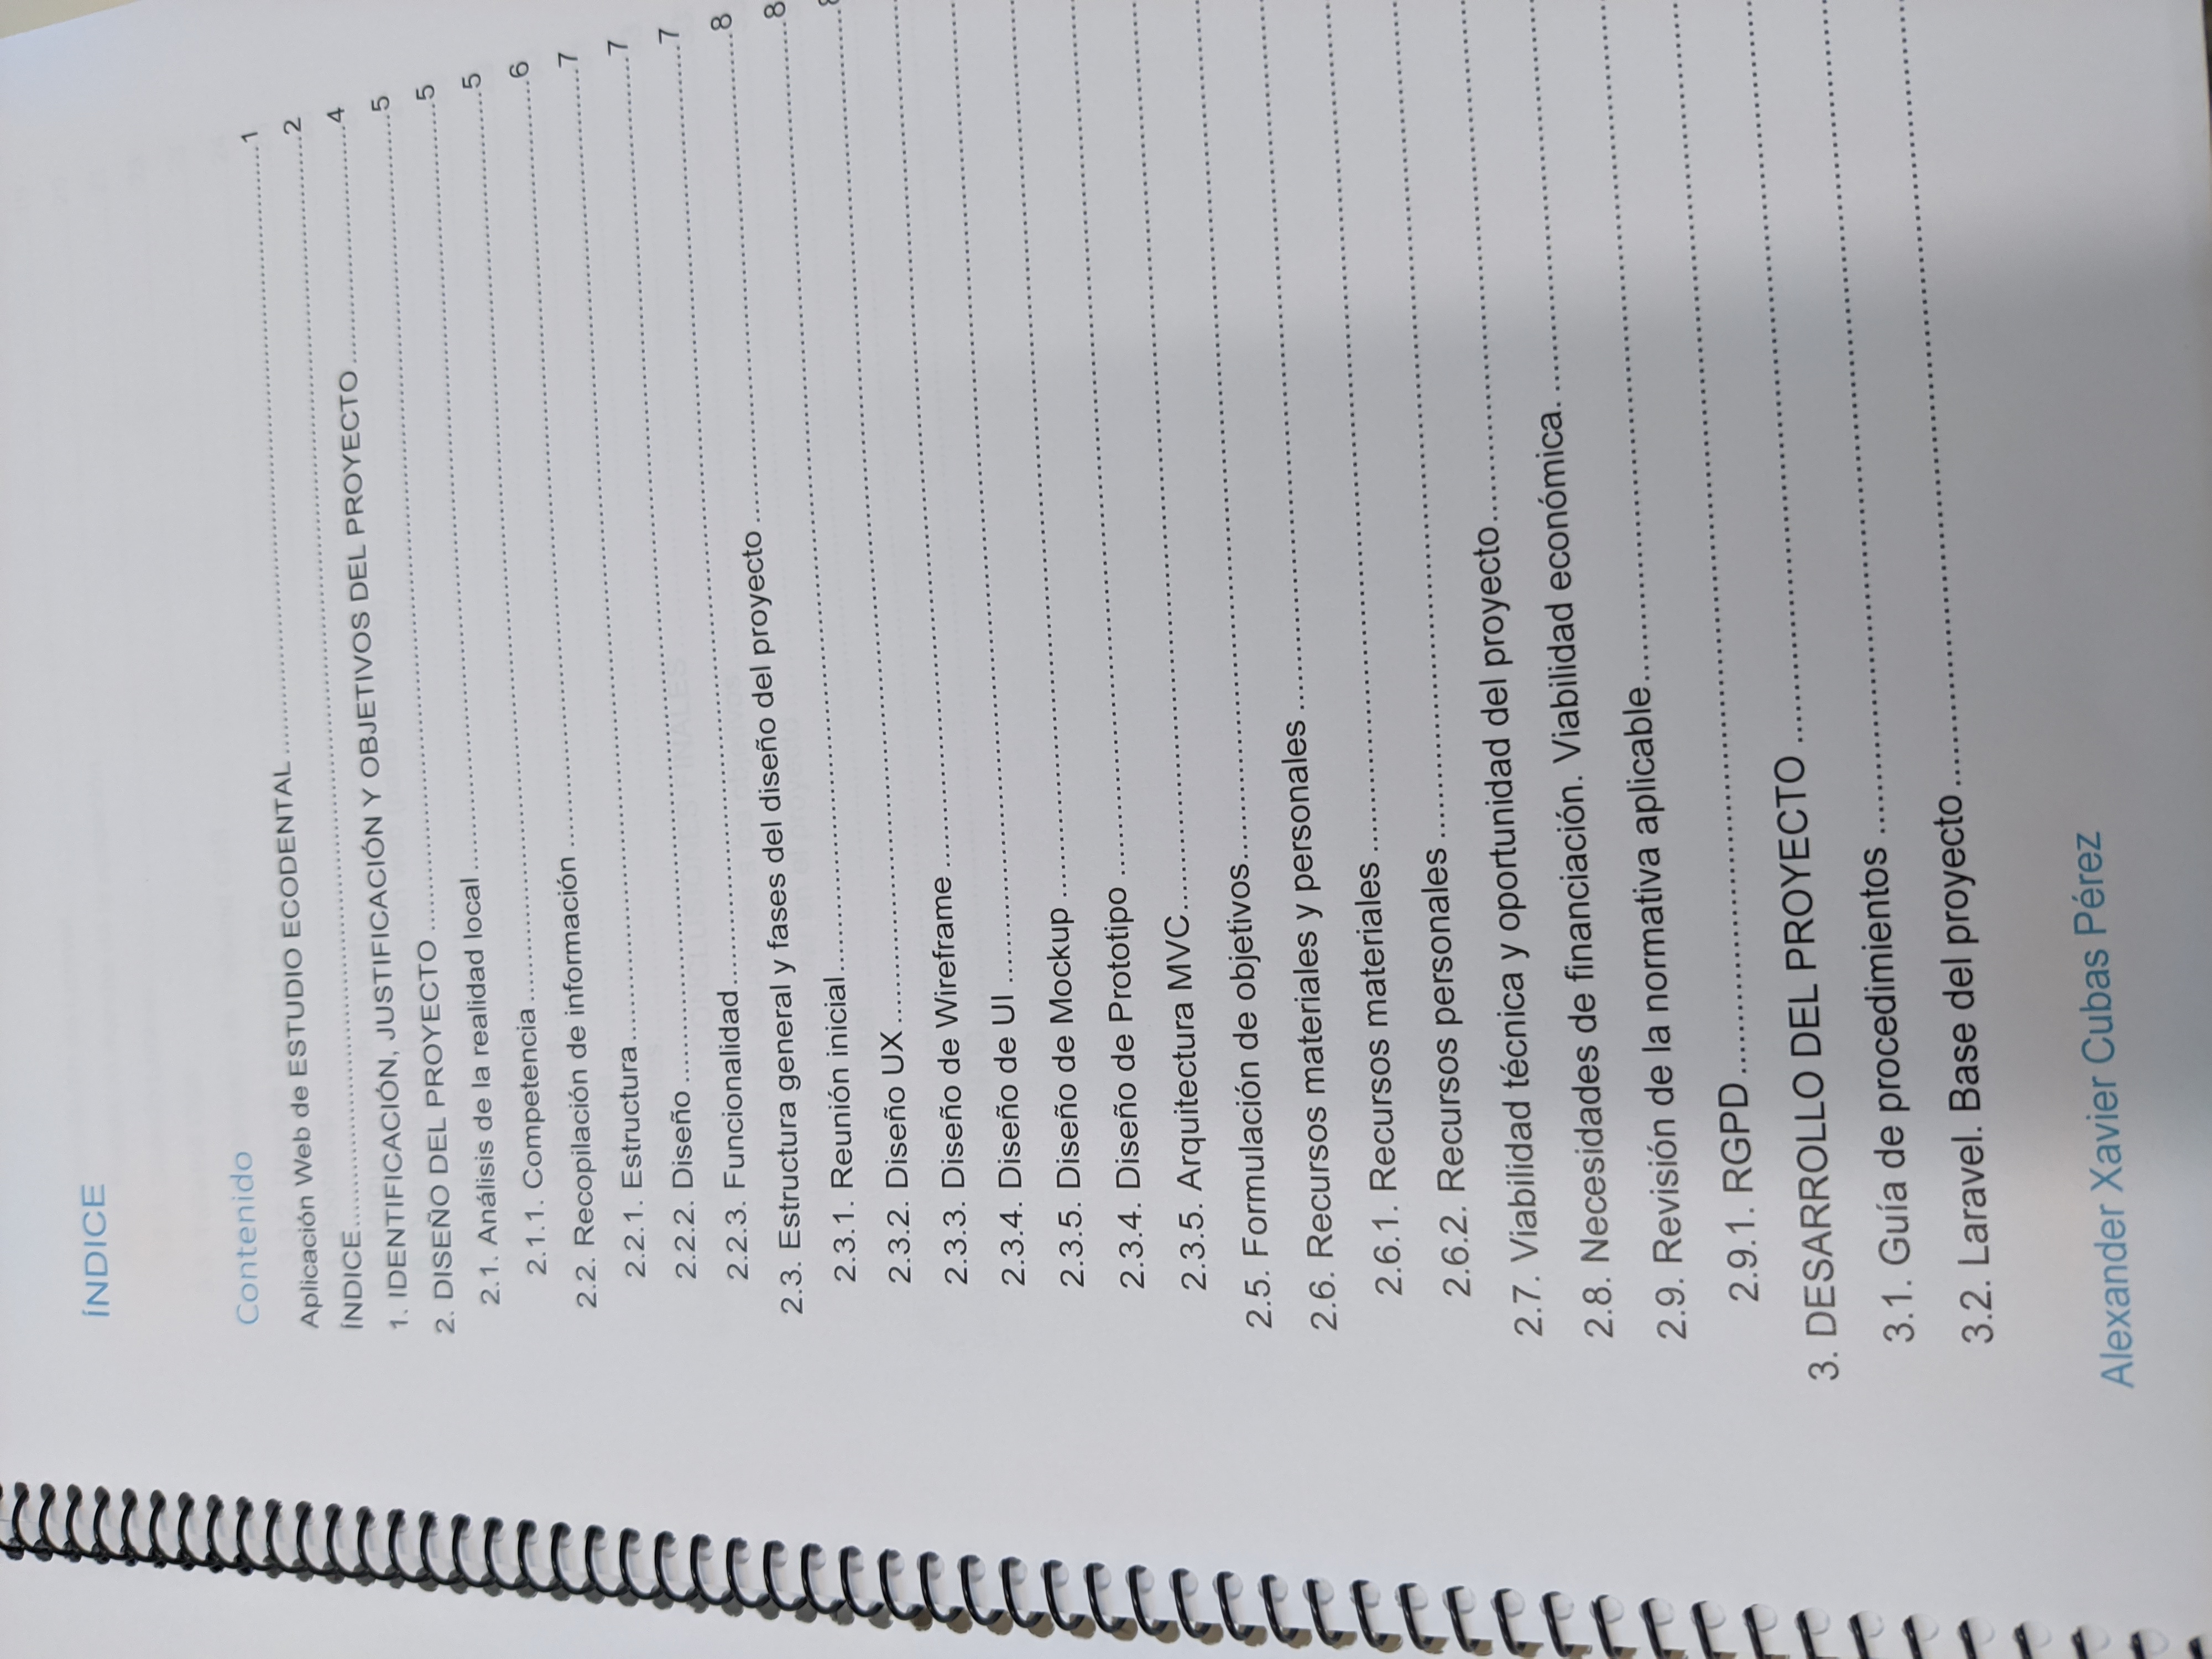 ÍNDICE
Contenido
Aplicación Web de ESTUDIO ECODENTAL ........ 1
ÍNDICE ........ 2
1. IDENTIFICACIÓN, JUSTIFICACIÓN Y OBJETIVOS DEL PROYECTO ........ 4
2. DISEÑO DEL PROYECTO ........ 5
2.1. Análisis de la realidad local ........ 5
2.1.1. Competencia ........ 5
2.2. Recopilación de información ........ 6
2.2.1. Estructura ........ 7
2.2.2. Diseño ........ 7
2.2.3. Funcionalidad ........ 7
2.3. Estructura general y fases del diseño del proyecto ........ 8
2.3.1. Reunión inicial ........ 8
2.3.2. Diseño UX ........
2.3.3. Diseño de Wireframe ........
2.3.4. Diseño de UI ........
2.3.5. Diseño de Mockup ........
2.3.4. Diseño de Prototipo ........
2.3.5. Arquitectura MVC ........
2.5. Formulación de objetivos ........
2.6. Recursos materiales y personales ........
2.6.1. Recursos materiales ........
2.6.2. Recursos personales ........
2.7. Viabilidad técnica y oportunidad del proyecto ........
2.8. Necesidades de financiación. Viabilidad económica. ........
2.9. Revisión de la normativa aplicable ........
2.9.1. RGPD ........
3. DESARROLLO DEL PROYECTO ........
3.1. Guía de procedimientos ........
3.2. Laravel. Base del proyecto ........
Alexander Xavier Cubas Pérez